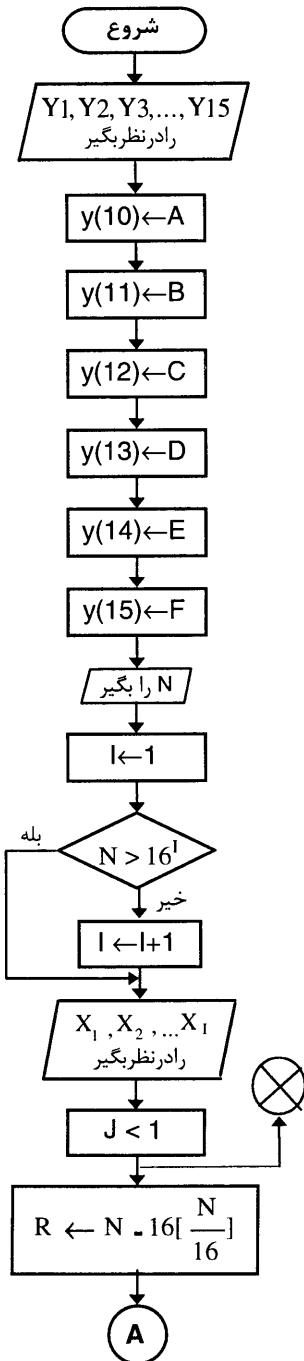 شروع
Y1, Y2, Y3,..., Y15
رادرنظربگیر
y(10)←A
y(11)←B
y(12)←C
y(13)←D
y(14)←E
y(15)←F
N را بگیر
I←1
بله
N > 16^I
خیر
I ←I+1
X₁ , X₂ , ...X_I
رادرنظربگیر
J < 1
R ← N - 16[ N/16 ]
A